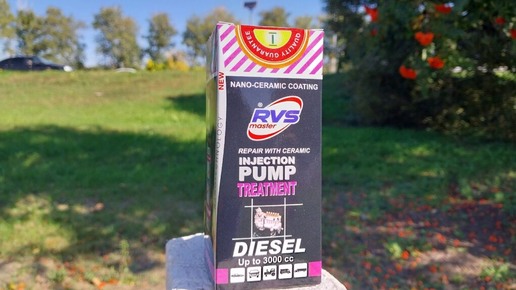 1
QUALITY GUARANTEE
NANO-CERAMIC COATING
NEW
RVS
master
REPAIR WITH CERAMIC
INJECTION
PUMP
TREATMENT
DIESEL
Up to 3000 cc